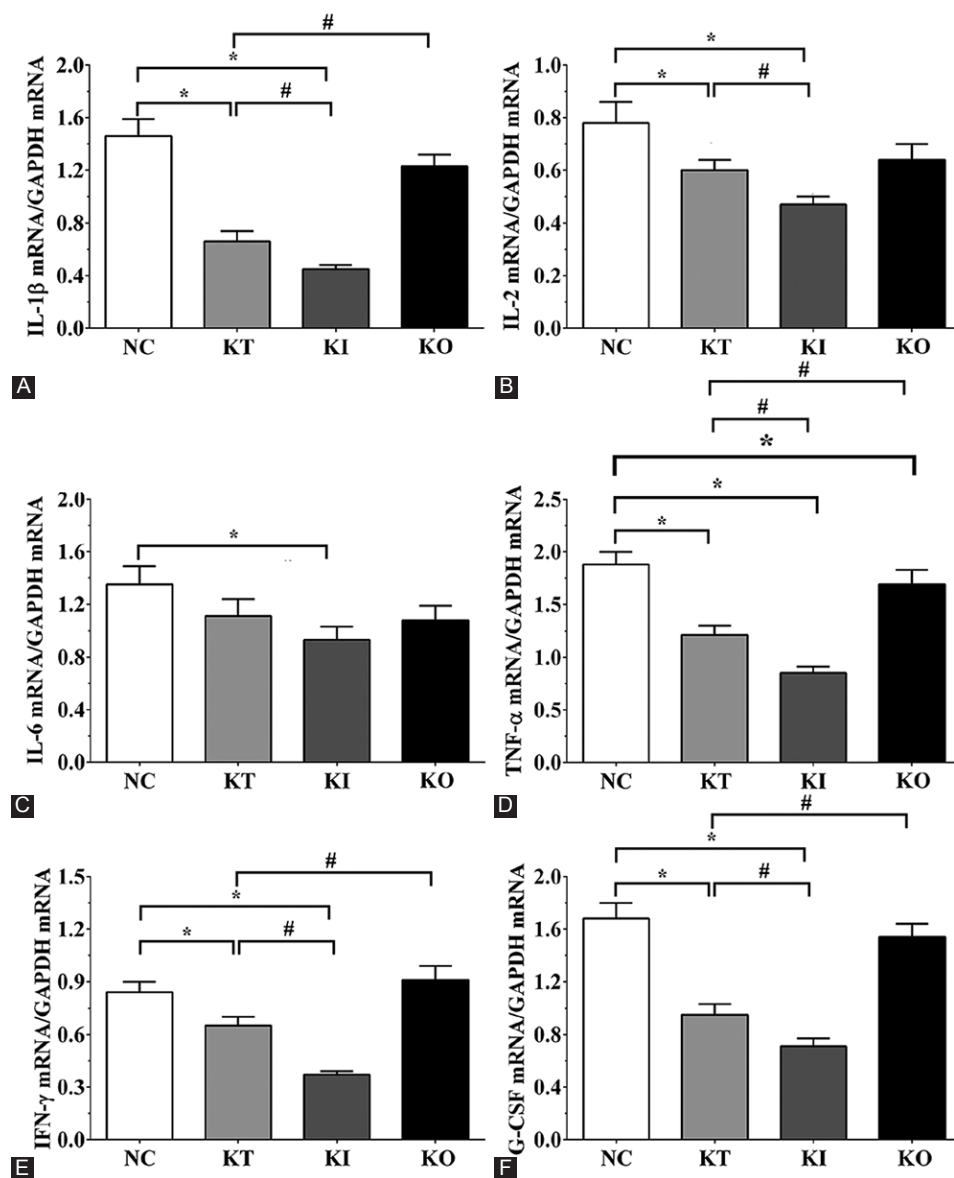 #
*
* #
IL-1β mRNA/GAPDH mRNA
2.0
1.6
1.2
0.8
0.4
0.0
NC KT KI KO
A
*
* #
IL-2 mRNA/GAPDH mRNA
1.0
0.8
0.6
0.4
0.2
0.0
NC KT KI KO
B
*
IL-6 mRNA/GAPDH mRNA
2.0
1.6
1.2
0.8
0.4
0.0
NC KT KI KO
C
#
#
*
*
*
TNF-α mRNA/GAPDH mRNA
2.5
2.0
1.5
1.0
0.5
0.0
NC KT KI KO
D
#
*
* #
IFN-γ mRNA/GAPDH mRNA
1.5
1.2
0.9
0.6
0.3
0.0
NC KT KI KO
E
#
*
* #
G-CSF mRNA/GAPDH mRNA
2.0
1.6
1.2
0.8
0.4
0.0
NC KT KI KO
F